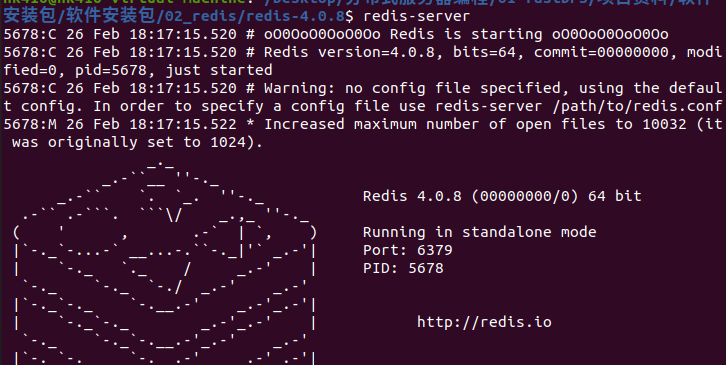 安装包/软件安装包/02_redis/redis-4.0.8$ redis-server
5678:C 26 Feb 18:17:15.520 # oO0OoO0OoO0Oo Redis is starting oO0OoO0OoO0Oo
5678:C 26 Feb 18:17:15.520 # Redis version=4.0.8, bits=64, commit=00000000, modi
fied=0, pid=5678, just started
5678:C 26 Feb 18:17:15.520 # Warning: no config file specified, using the defaul
t config. In order to specify a config file use redis-server /path/to/redis.conf
5678:M 26 Feb 18:17:15.522 * Increased maximum number of open files to 10032 (it
was originally set to 1024).
Redis 4.0.8 (00000000/0) 64 bit
Running in standalone mode
Port: 6379
PID: 5678
http://redis.io